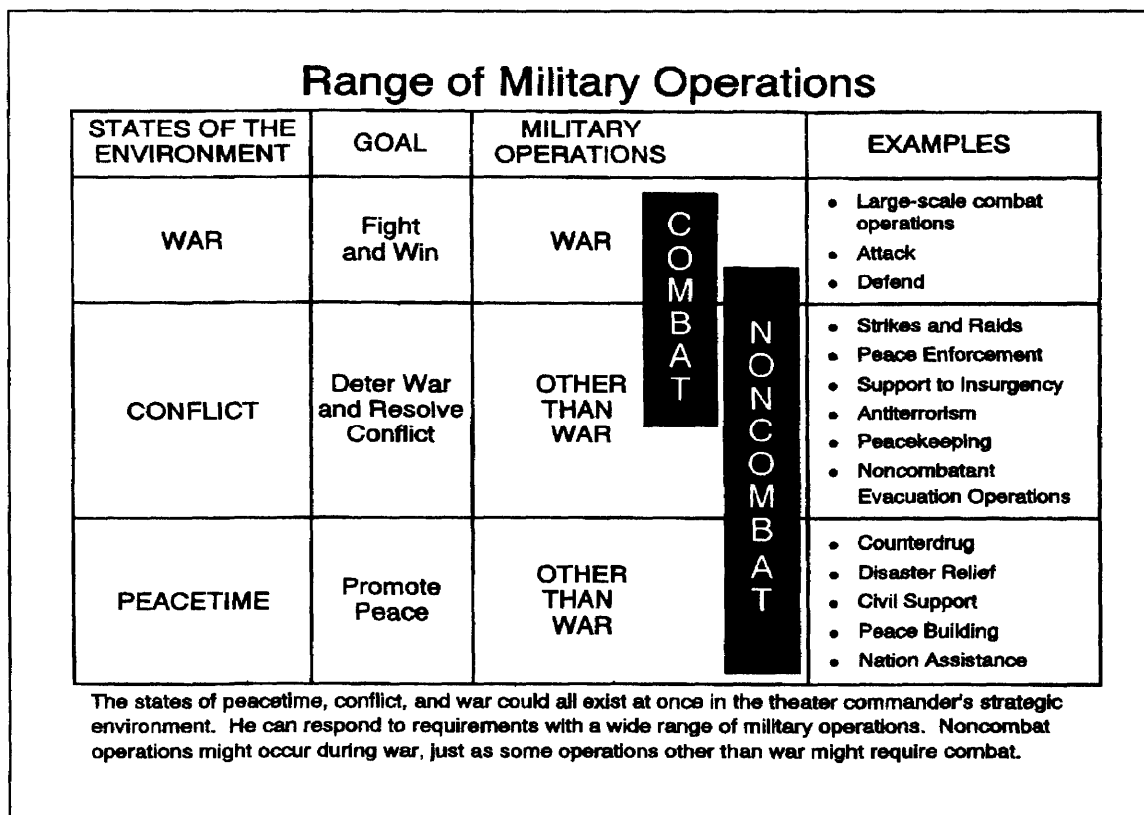 Range of Military Operations
STATES OF THE
ENVIRONMENT
GOAL
MILITARY
OPERATIONS
EXAMPLES
WAR
Fight
and Win
WAR
• Large-scale combat
operations
• Attack
• Defend
CONFLICT
Deter War
and Resolve
Conflict
OTHER
THAN
WAR
• Strikes and Raids
• Peace Enforcement
• Support to Insurgency
• Antiterrorism
• Peacekeeping
• Noncombatant
Evacuation Operations
PEACETIME
Promote
Peace
OTHER
THAN
WAR
• Counterdrug
• Disaster Relief
• Civil Support
• Peace Building
• Nation Assistance
COMBAT
NONCOMBAT
The states of peacetime, conflict, and war could all exist at once in the theater commander's strategic
environment. He can respond to requirements with a wide range of military operations. Noncombat
operations might occur during war, just as some operations other than war might require combat.